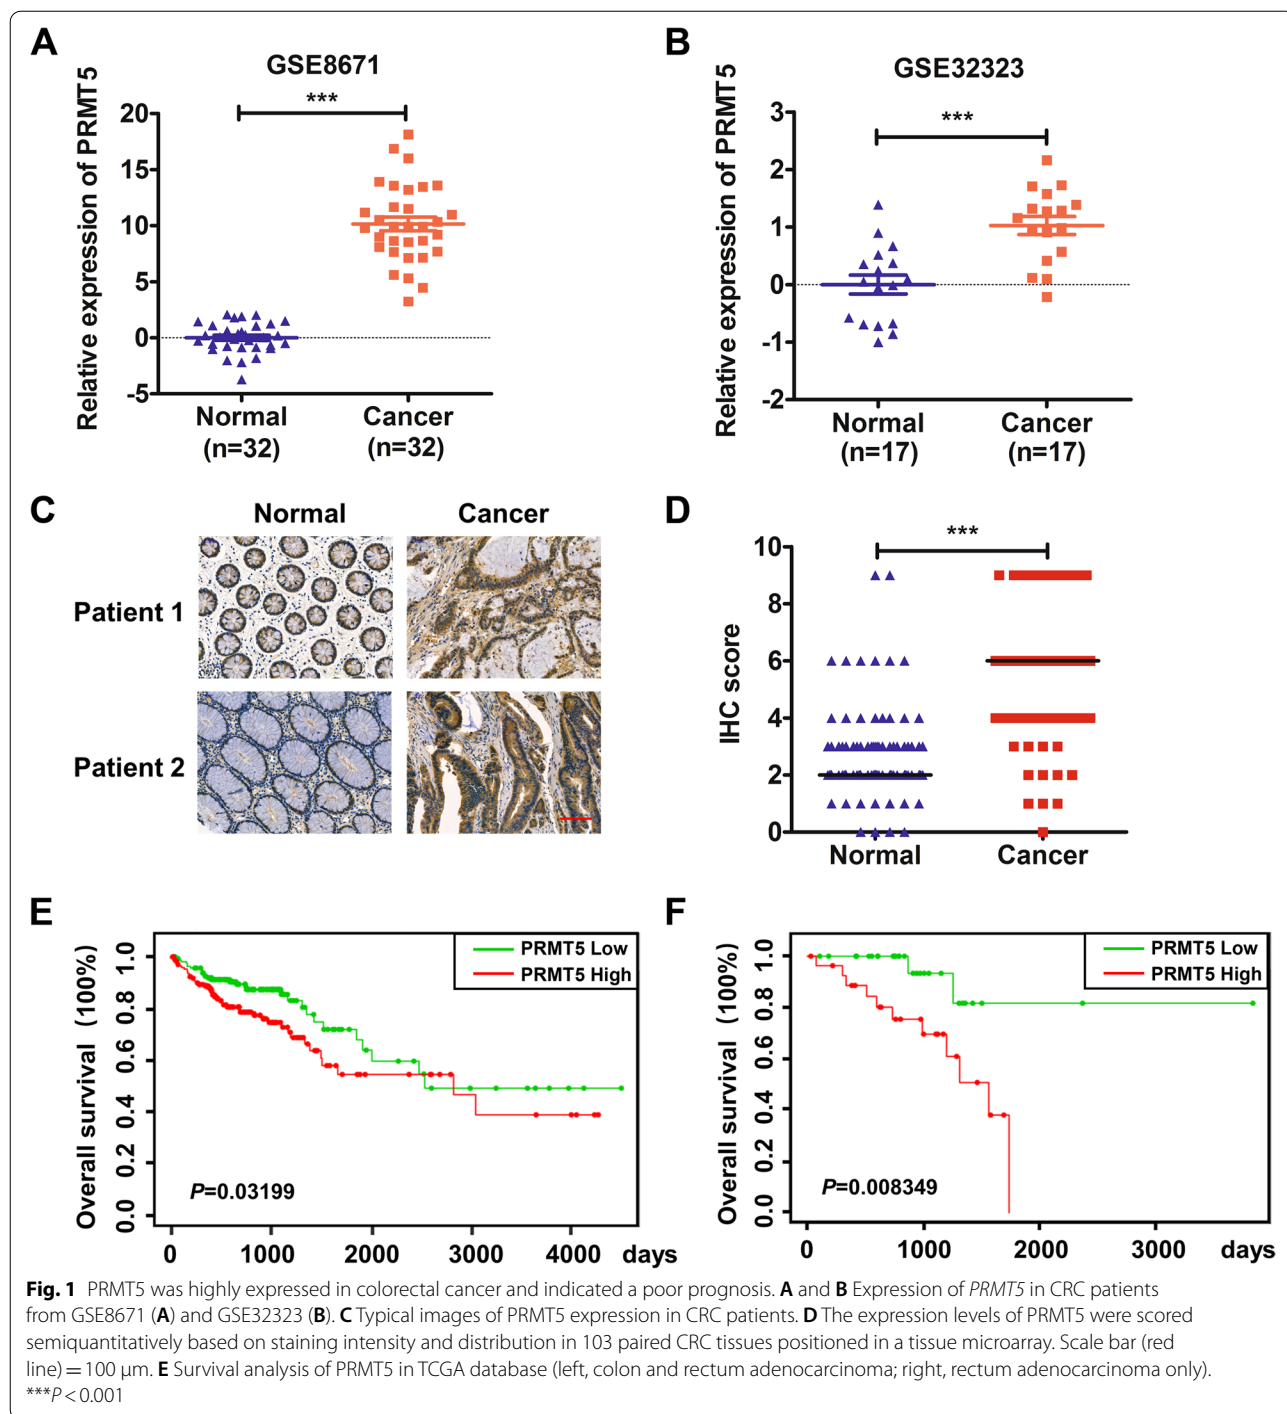 A
GSE8671
***
Relative expression of PRMT5
20
15
10
5
0
-5
Normal
(n=32)
Cancer
(n=32)
B
GSE32323
***
Relative expression of PRMT5
3
2
1
0
-1
-2
Normal
(n=17)
Cancer
(n=17)
C
Normal
Cancer
Patient 1
Patient 2
D
***
IHC score
10
8
6
4
2
0
Normal
Cancer
E
Overall survival (100%)
1.0
0.8
0.6
0.4
0.2
0.0
PRMT5 Low
PRMT5 High
P=0.03199
0
1000
2000
3000
4000
days
F
Overall survival (100%)
1.0
0.8
0.6
0.4
0.2
0.0
PRMT5 Low
PRMT5 High
P=0.008349
0
1000
2000
3000
days
Fig. 1 PRMT5 was highly expressed in colorectal cancer and indicated a poor prognosis. A and B Expression of PRMT5 in CRC patients
from GSE8671 (A) and GSE32323 (B). C Typical images of PRMT5 expression in CRC patients. D The expression levels of PRMT5 were scored
semiquantitatively based on staining intensity and distribution in 103 paired CRC tissues positioned in a tissue microarray. Scale bar (red
line) = 100 μm. E Survival analysis of PRMT5 in TCGA database (left, colon and rectum adenocarcinoma; right, rectum adenocarcinoma only).
***P < 0.001